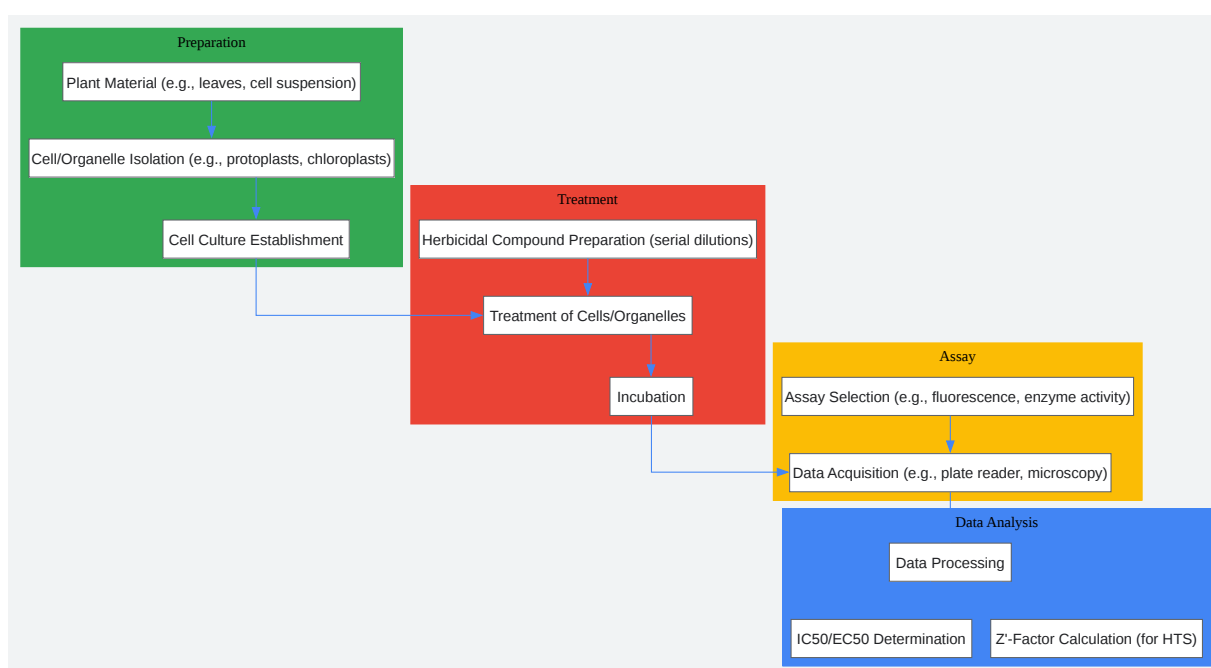 Preparation
Plant Material (e.g., leaves, cell suspension)
Cell/Organelle Isolation (e.g., protoplasts, chloroplasts)
Cell Culture Establishment
Treatment
Herbicidal Compound Preparation (serial dilutions)
Treatment of Cells/Organelles
Incubation
Assay
Assay Selection (e.g., fluorescence, enzyme activity)
Data Acquisition (e.g., plate reader, microscopy)
Data Analysis
Data Processing
IC50/EC50 Determination
Z'-Factor Calculation (for HTS)